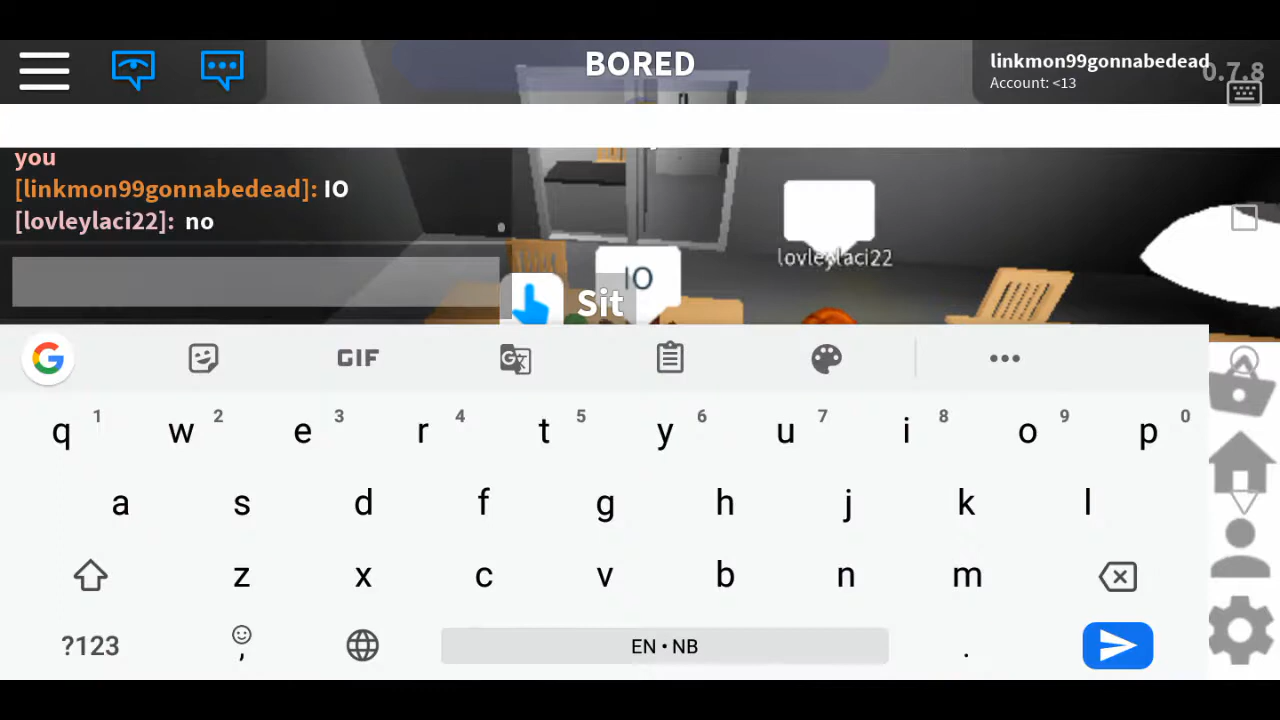 BORED
linkmon99gonnabedead
Account: <13
0.7.8
you
[linkmon99gonnabedead]: IO
[lovleylaci22]: no
lovleylaci22
IO
Sit
G
GIF
G
q 1 w 2 e 3 r 4 t 5 y 6 u 7 i 8 o 9 p 0
a s d f g h j k l
z x c v b n m
?123 , EN • NB .